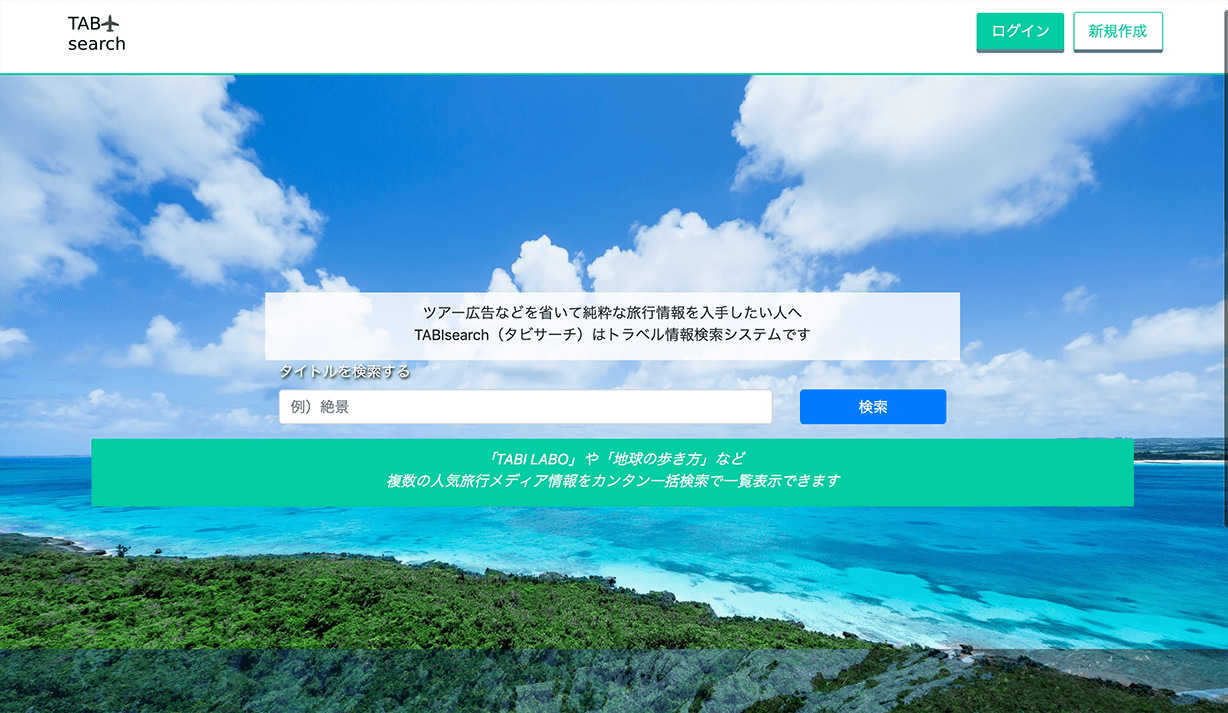 TAB
search
ログイン
新規作成
ツアー広告などを省いて純粋な旅行情報を入手したい人へ
TABIsearch（タビサーチ）はトラベル情報検索システムです
タイトルを検索する
例）絶景
検索
「TABI LABO」や「地球の歩き方」など
複数の人気旅行メディア情報をカンタン一括検索で一覧表示できます